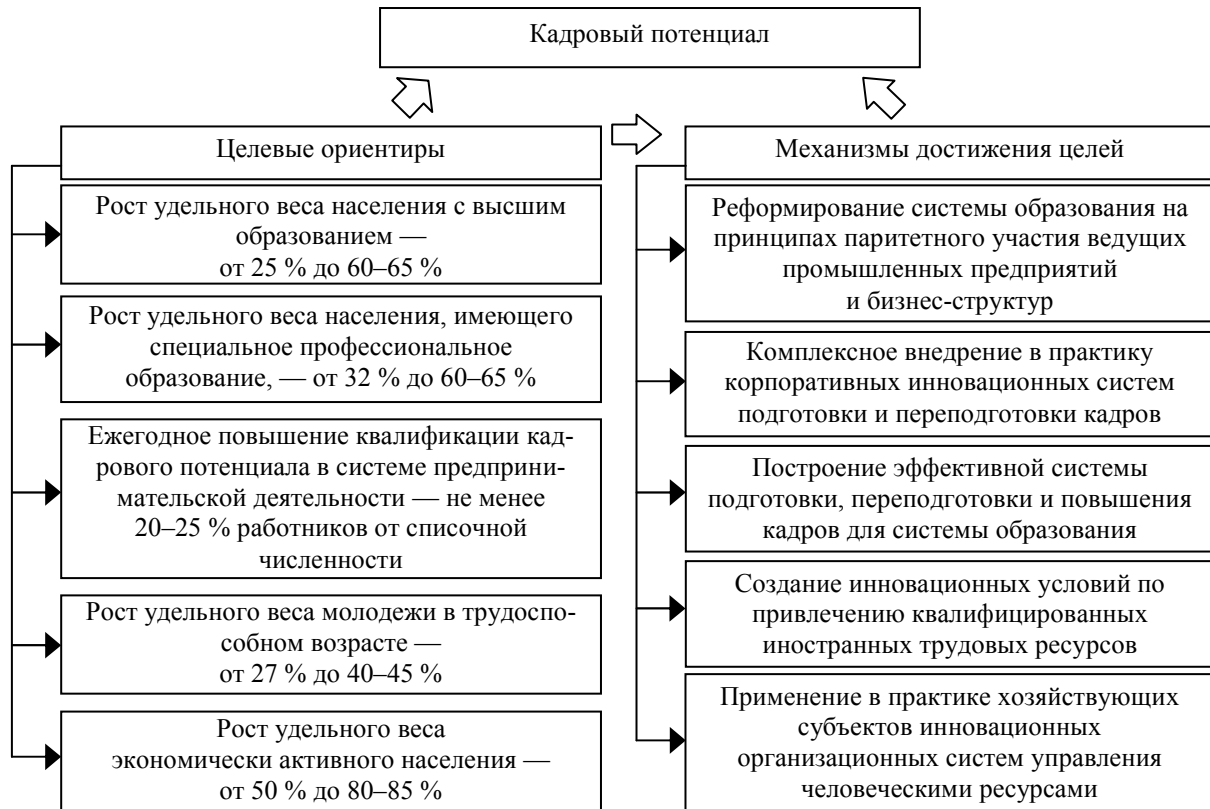 Кадровый потенциал
Целевые ориентиры
Рост удельного веса населения с высшим
образованием —
от 25 % до 60–65 %
Рост удельного веса населения, имеющего
специальное профессиональное
образование, — от 32 % до 60–65 %
Ежегодное повышение квалификации кад-
рового потенциала в системе предприни-
мательской деятельности — не менее
20–25 % работников от списочной
численности
Рост удельного веса молодежи в трудоспо-
собном возрасте —
от 27 % до 40–45 %
Рост удельного веса
экономически активного населения —
от 50 % до 80–85 %
Механизмы достижения целей
Реформирование системы образования на
принципах паритетного участия ведущих
промышленных предприятий
и бизнес-структур
Комплексное внедрение в практику
корпоративных инновационных систем
подготовки и переподготовки кадров
Построение эффективной системы
подготовки, переподготовки и повышения
кадров для системы образования
Создание инновационных условий по
привлечению квалифицированных
иностранных трудовых ресурсов
Применение в практике хозяйствующих
субъектов инновационных
организационных систем управления
человеческими ресурсами